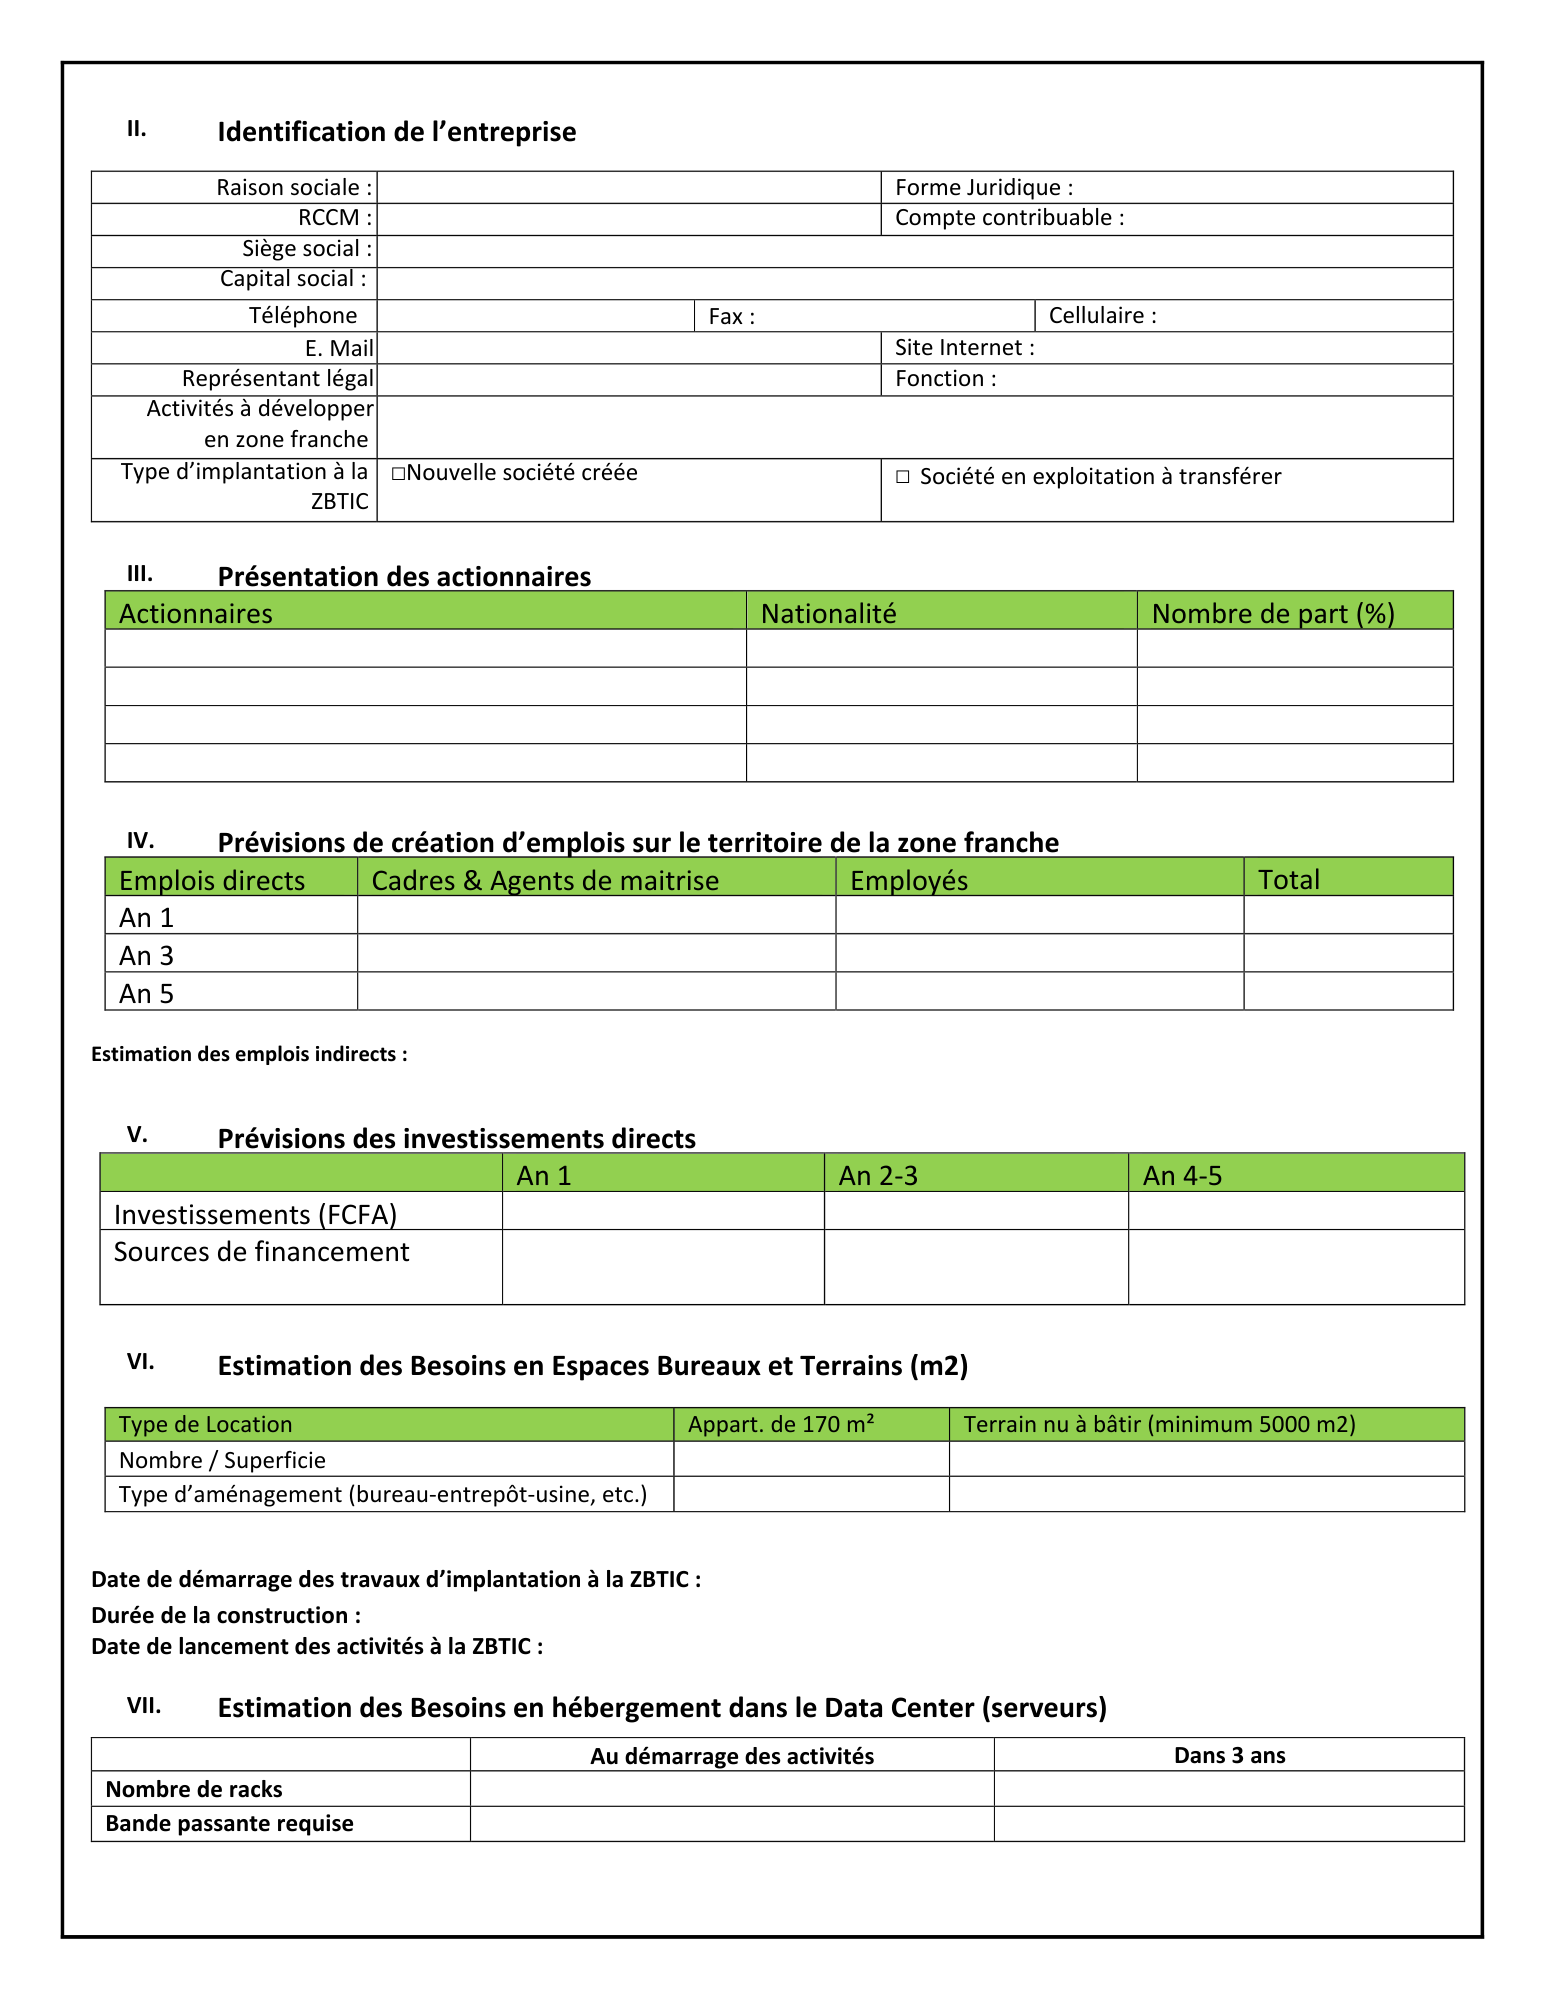 II. Identification de l’entreprise
Raison sociale : Forme Juridique :
RCCM : Compte contribuable :
Siège social :
Capital social :
Téléphone Fax : Cellulaire :
E. Mail Site Internet :
Représentant légal Fonction :
Activités à développer
en zone franche
Type d’implantation à la ☐Nouvelle société créée ☐ Société en exploitation à transférer
ZBTIC
III. Présentation des actionnaires
Actionnaires Nationalité Nombre de part (%)
IV. Prévisions de création d’emplois sur le territoire de la zone franche
Emplois directs Cadres & Agents de maitrise Employés Total
An 1
An 3
An 5
Estimation des emplois indirects :
V. Prévisions des investissements directs
An 1 An 2-3 An 4-5
Investissements (FCFA)
Sources de financement
VI. Estimation des Besoins en Espaces Bureaux et Terrains (m2)
Type de Location Appart. de 170 m² Terrain nu à bâtir (minimum 5000 m2)
Nombre / Superficie
Type d’aménagement (bureau-entrepôt-usine, etc.)
Date de démarrage des travaux d’implantation à la ZBTIC :
Durée de la construction :
Date de lancement des activités à la ZBTIC :
VII. Estimation des Besoins en hébergement dans le Data Center (serveurs)
Au démarrage des activités Dans 3 ans
Nombre de racks
Bande passante requise